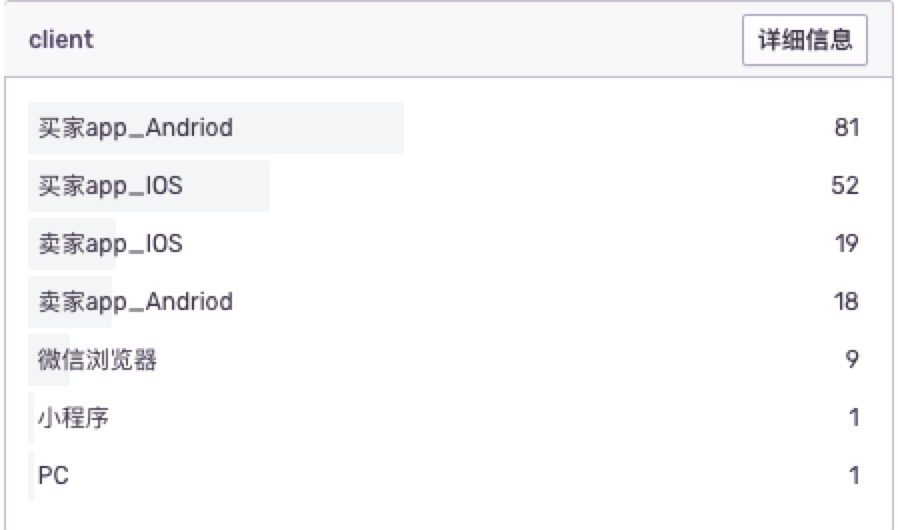 client 详细信息
买家app_Andriod 81
买家app_IOS 52
卖家app_IOS 19
卖家app_Andriod 18
微信浏览器 9
小程序 1
PC 1